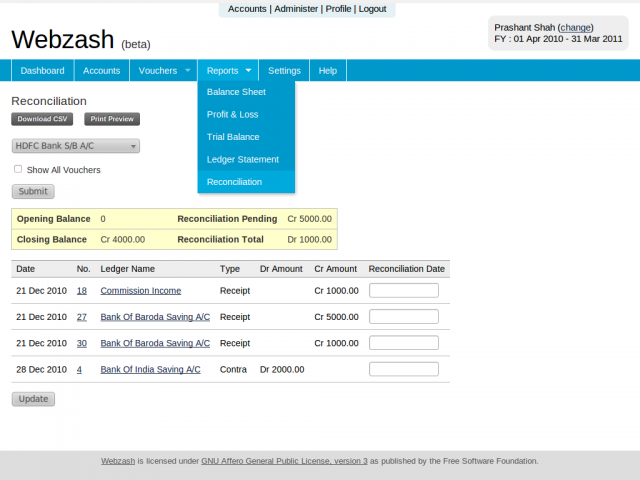 Accounts | Administer | Profile | Logout
Webzash (beta)
Prashant Shah (change)
FY : 01 Apr 2010 - 31 Mar 2011
Dashboard Accounts Vouchers Reports Settings Help
Balance Sheet
Profit & Loss
Trial Balance
Ledger Statement
Reconciliation
Reconciliation
Download CSV Print Preview
HDFC Bank S/B A/C
Show All Vouchers
Submit
Opening Balance 0 Reconciliation Pending Cr 5000.00
Closing Balance Cr 4000.00 Reconciliation Total Dr 1000.00
Date No. Ledger Name Type Dr Amount Cr Amount Reconciliation Date
21 Dec 2010 18 Commission Income Receipt Cr 1000.00
21 Dec 2010 27 Bank Of Baroda Saving A/C Receipt Cr 5000.00
21 Dec 2010 30 Bank Of Baroda Saving A/C Receipt Cr 1000.00
28 Dec 2010 4 Bank Of India Saving A/C Contra Dr 2000.00
Update
Webzash is licensed under GNU Affero General Public License, version 3 as published by the Free Software Foundation.